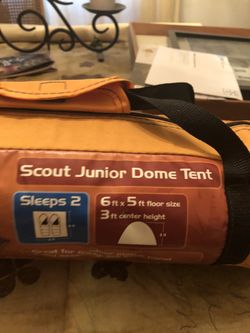 Scout Junior Dome Tent
Sleeps 2
6 ft x 5 ft floor size
3 ft center height